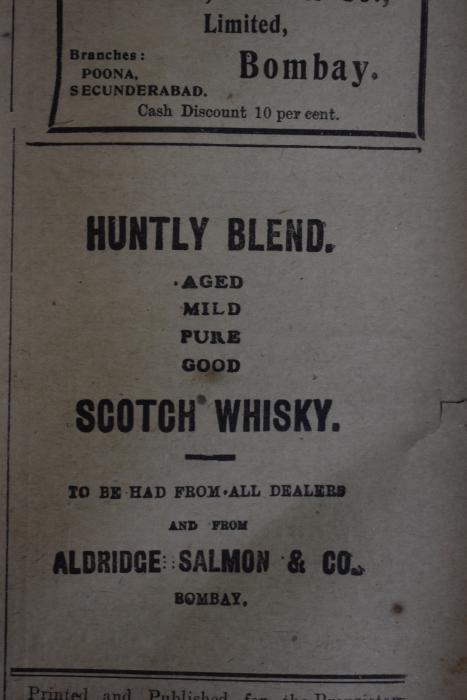 Limited,
Branches:
POONA,
SECUNDERABAD.
Bombay.
Cash Discount 10 per cent.
HUNTLY BLEND.
AGED
MILD
PURE
GOOD
SCOTCH WHISKY.
TO BE HAD FROM ALL DEALERS
AND FROM
ALDRIDGE SALMON & CO.,
BOMBAY.
Printed and Published for the Proprietors